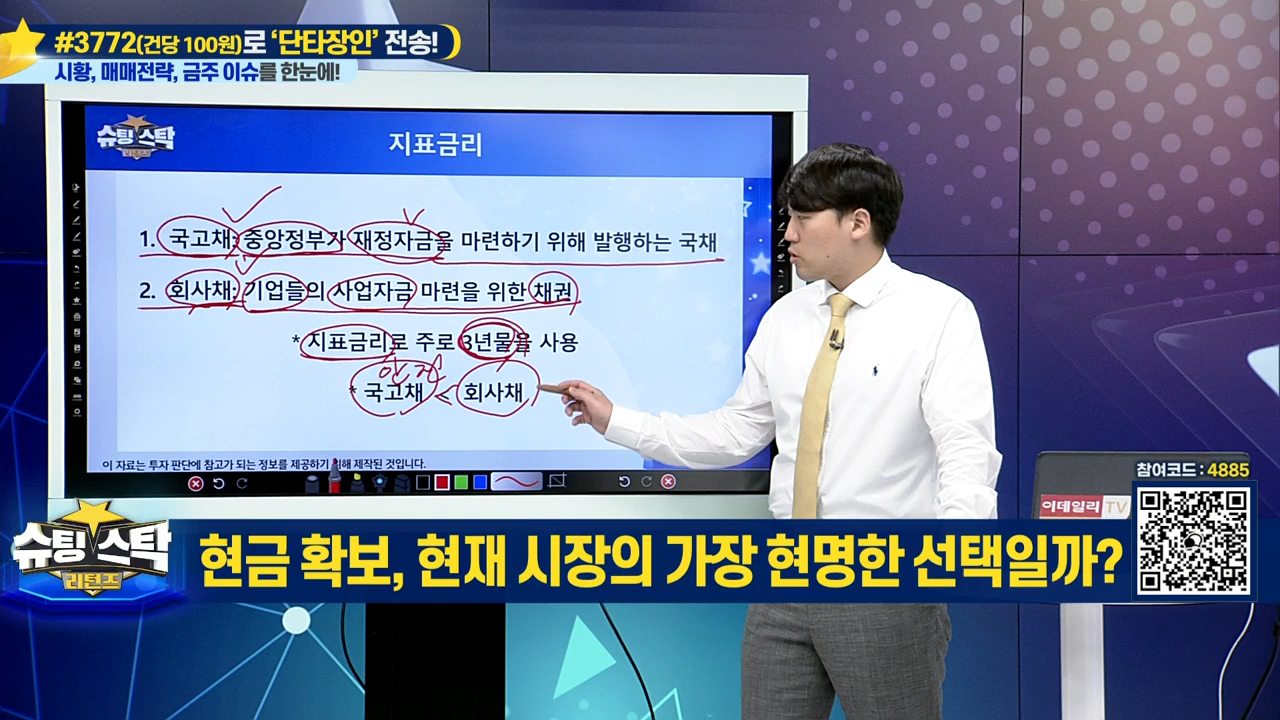 #3772(건당 100원)로 ‘단타장인’ 전송!
시황, 매매전략, 금주 이슈를 한눈에!
슈팅스탁
리턴즈
지표금리
1. 국고채: 중앙정부가 재정자금을 마련하기 위해 발행하는 국채
2. 회사채: 기업들의 사업자금 마련을 위한 채권
* 지표금리로 주로 3년물을 사용
안전
* 국고채 < 회사채
이 자료는 투자 판단에 참고가 되는 정보를 제공하기 위해 제작된 것입니다.
참여코드 : 4885
이데일리TV
슈팅스탁
리턴즈
현금 확보, 현재 시장의 가장 현명한 선택일까?